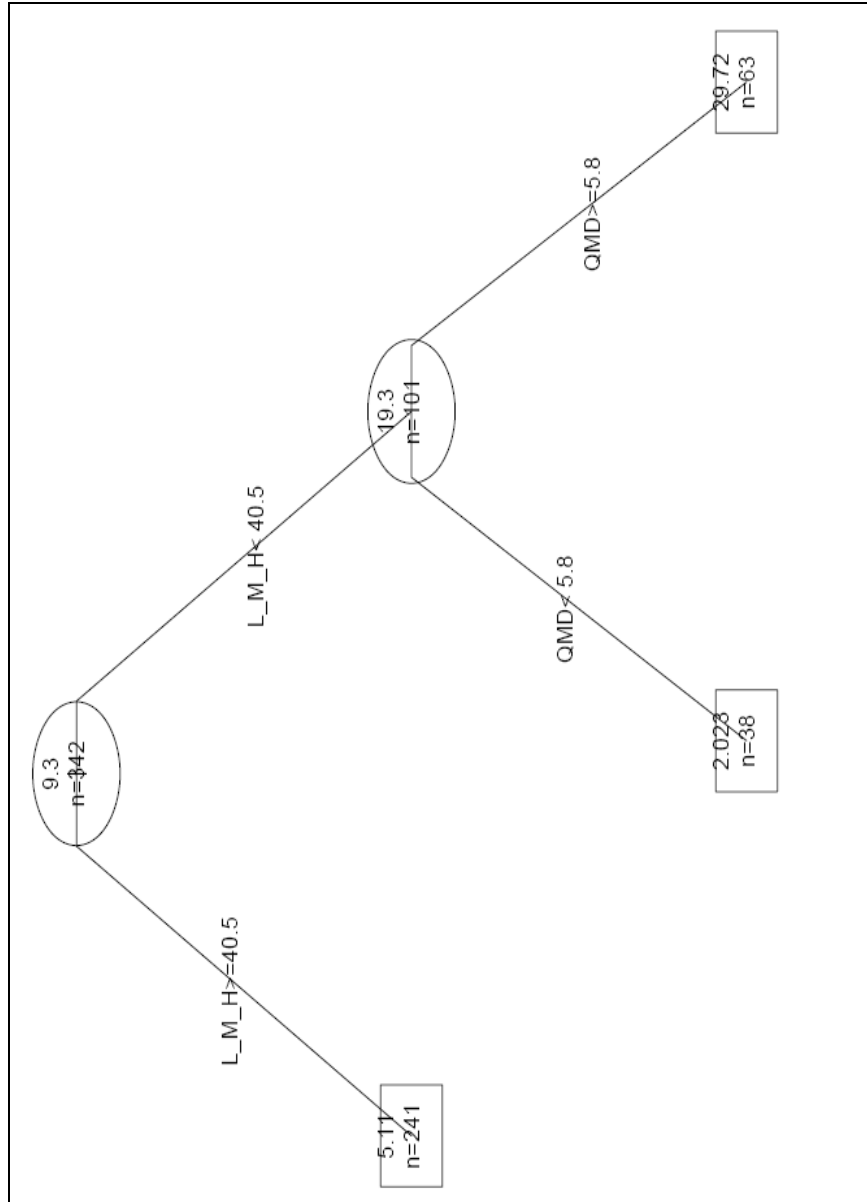 9.3
n=342
L_M_H>=40.5
L_M_H< 40.5
5.11
n=241
19.3
n=101
QMD< 5.8
QMD>=5.8
2.023
n=38
29.72
n=63